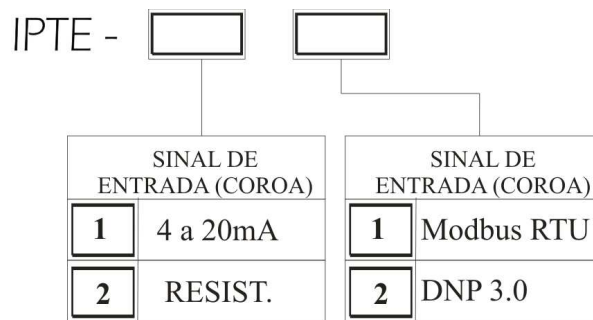 IPTE -
SINAL DE
ENTRADA (COROA)
1 4 a 20mA
2 RESIST.
SINAL DE
ENTRADA (COROA)
1 Modbus RTU
2 DNP 3.0